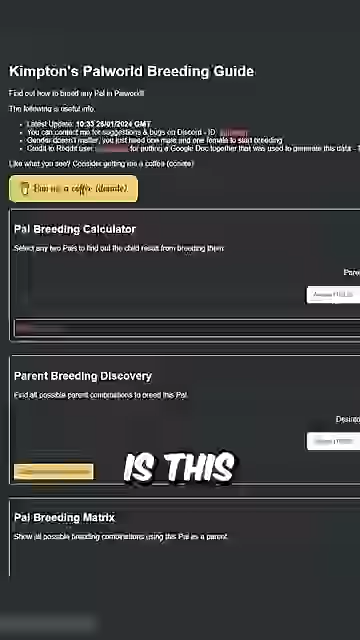 Kimpton's Palworld Breeding Guide
Find out how to breed any Pal in Palworld!
The following is useful info.
Latest Update: 10:33 25/01/2024 GMT
You can contact me for suggestions & bugs on Discord - ID:
Gender doesn't matter, you just need one male and one female to start breeding
Credit to Reddit user for putting a Google Doc together that was used to generate this data - T
Like what you see? Consider getting me a coffee (donate)
Buy me a coffee (donate)
Pal Breeding Calculator
Select any two Pals to find out the child result from breeding them.
Pare
Parent Breeding Discovery
Find all possible parent combinations to breed this Pal.
Desired
IS THIS
Pal Breeding Matrix
Show all possible breeding combinations using this Pal as a parent.